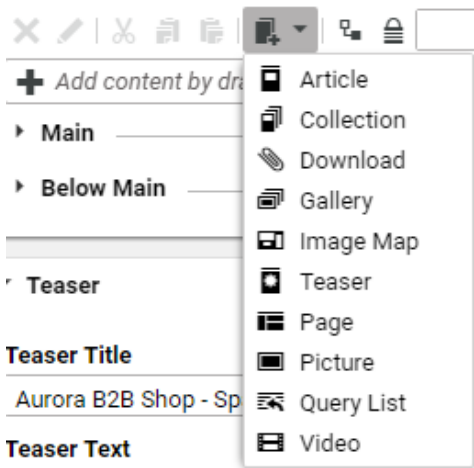 Add content by dra
Main
Below Main
Teaser
Teaser Title
Aurora B2B Shop - Sp
Teaser Text
Article
Collection
Download
Gallery
Image Map
Teaser
Page
Picture
Query List
Video